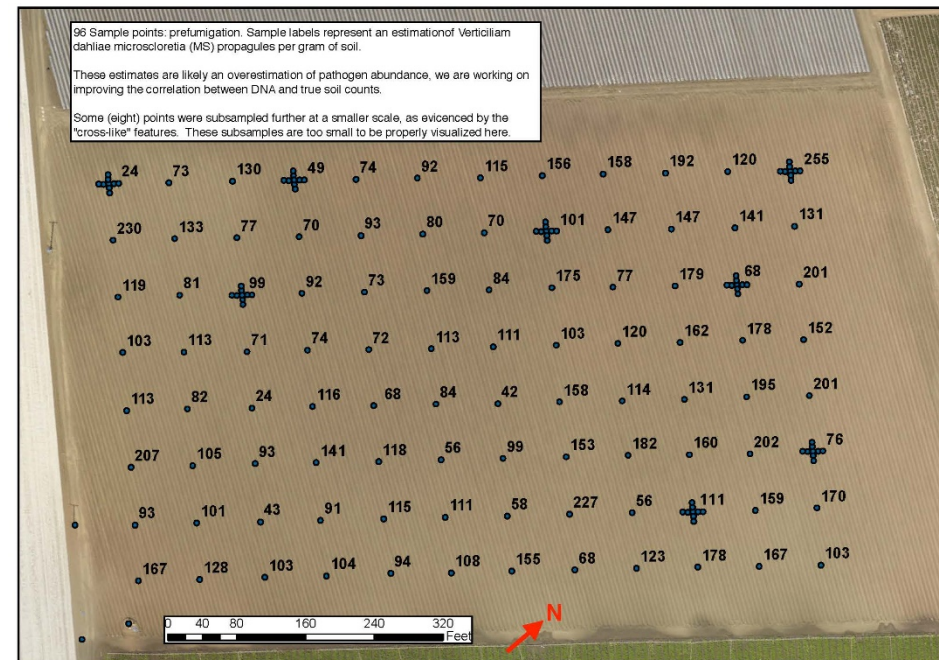 96 Sample points: prefumigation. Sample labels represent an estimationof Verticiliam
dahliae microscloretia (MS) propagules per gram of soil.
These estimates are likely an overestimation of pathogen abundance, we are working on
improving the correlation between DNA and true soil counts.
Some (eight) points were subsampled further at a smaller scale, as evicenced by the
"cross-like" features. These subsamples are too small to be properly visualized here.
24 73 130 49 74 92 115 156 158 192 120 255
230 133 77 70 93 80 70 101 147 147 141 131
119 81 99 92 73 159 84 175 77 179 68 201
103 113 71 74 72 113 111 103 120 162 178 152
113 82 24 116 68 84 42 158 114 131 195 201
207 105 93 141 118 56 99 153 182 160 202 76
93 101 43 91 115 111 58 227 56 111 159 170
167 128 103 104 94 108 155 68 123 178 167 103
0 40 80 160 240 320
Feet
N